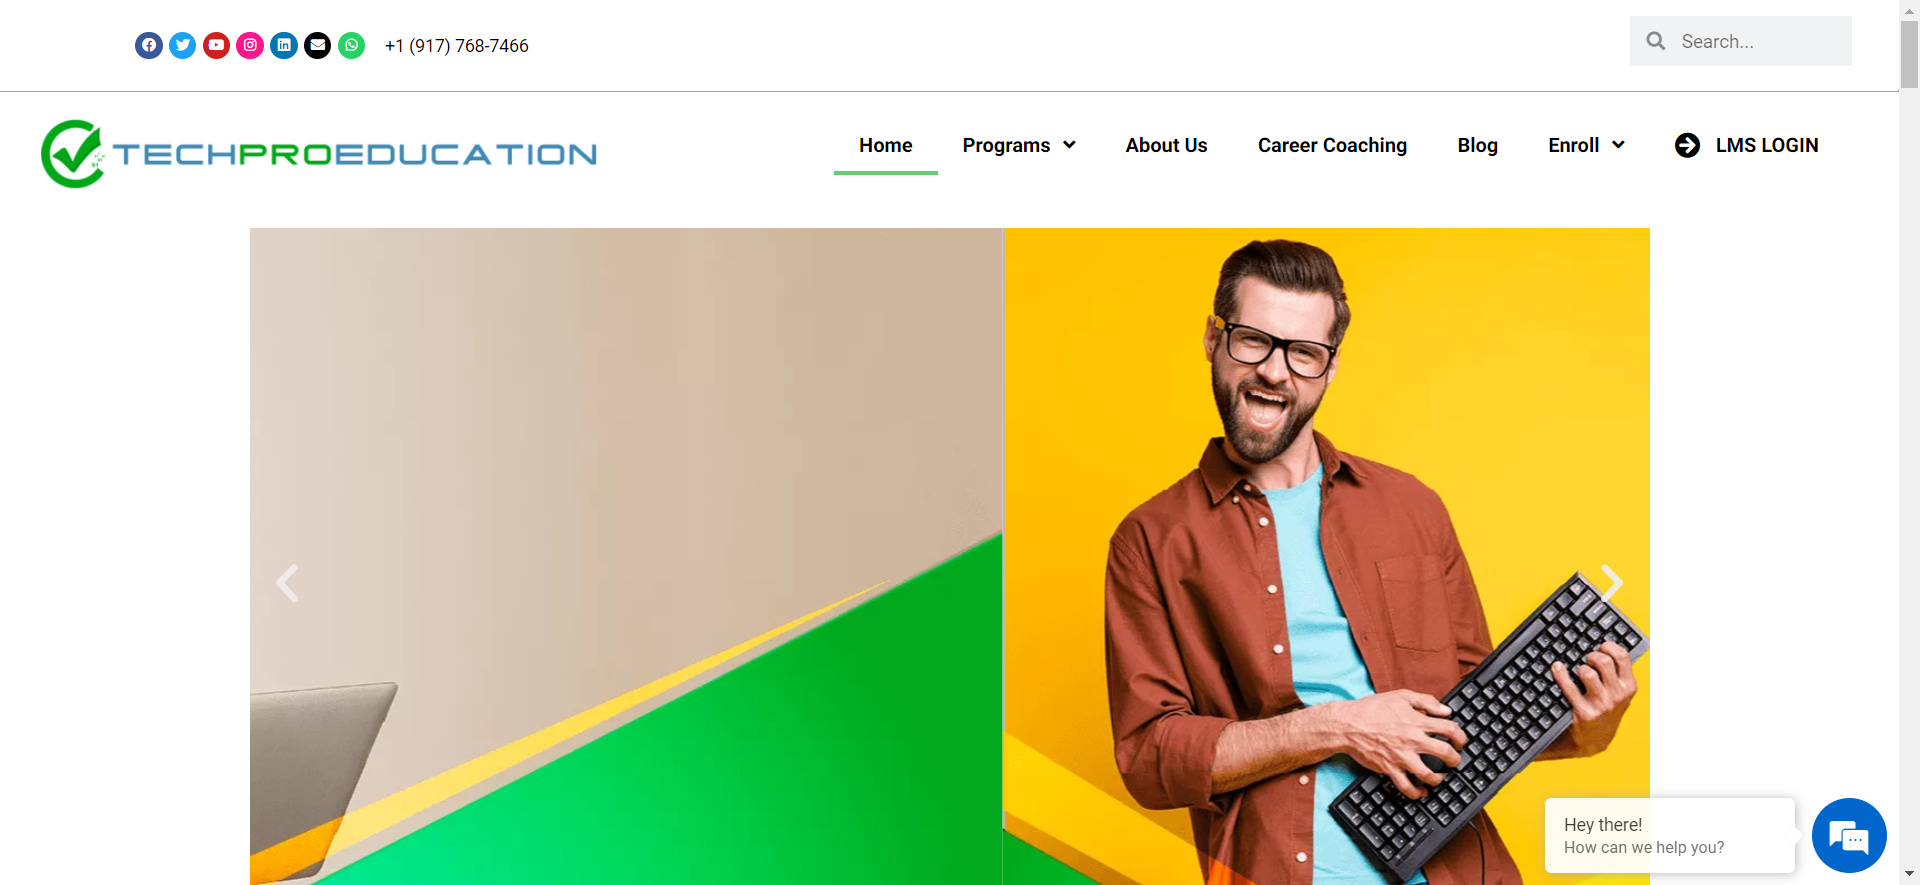 +1 (917) 768-7466
Search...
TECHPROEDUCATION
Home Programs About Us Career Coaching Blog Enroll LMS LOGIN
Hey there!
How can we help you?